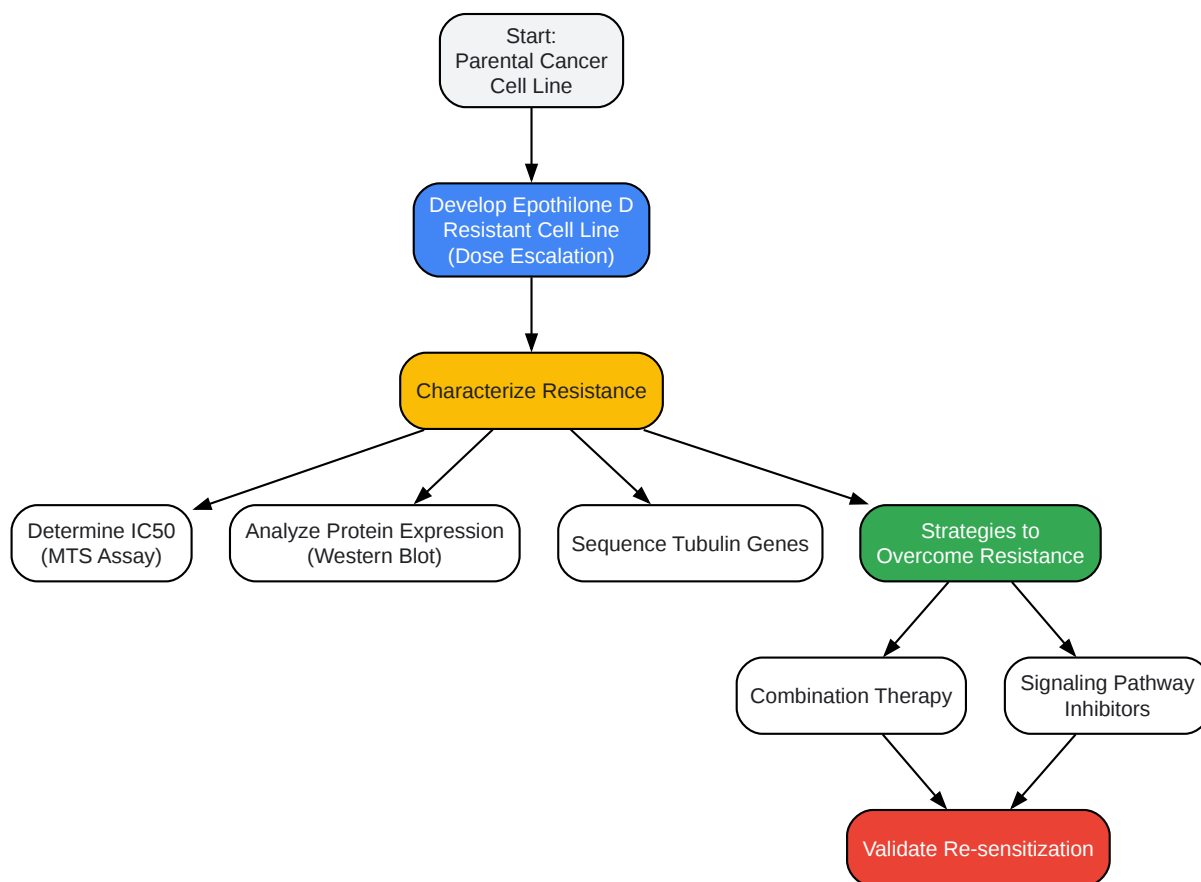 Start:
Parental Cancer
Cell Line
Develop Epothilone D
Resistant Cell Line
(Dose Escalation)
Characterize Resistance
Determine IC50
(MTS Assay)
Analyze Protein Expression
(Western Blot)
Sequence Tubulin Genes
Strategies to
Overcome Resistance
Combination Therapy
Signaling Pathway
Inhibitors
Validate Re-sensitization